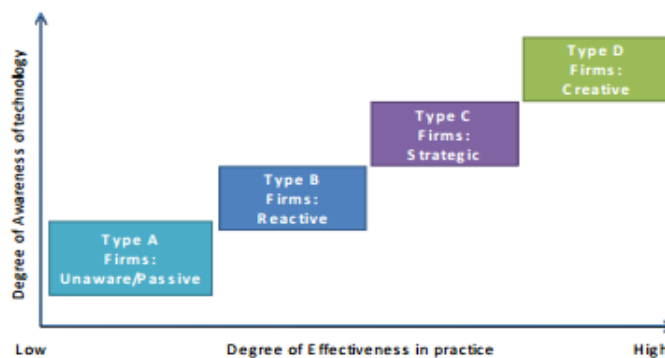 Type D
Firms:
Creative
Type C
Firms:
Strategic
Type B
Firms:
Reactive
Type A
Firms:
Unaware/Passive
Degree of Awareness of technology
Low
Degree of Effectiveness in practice
High